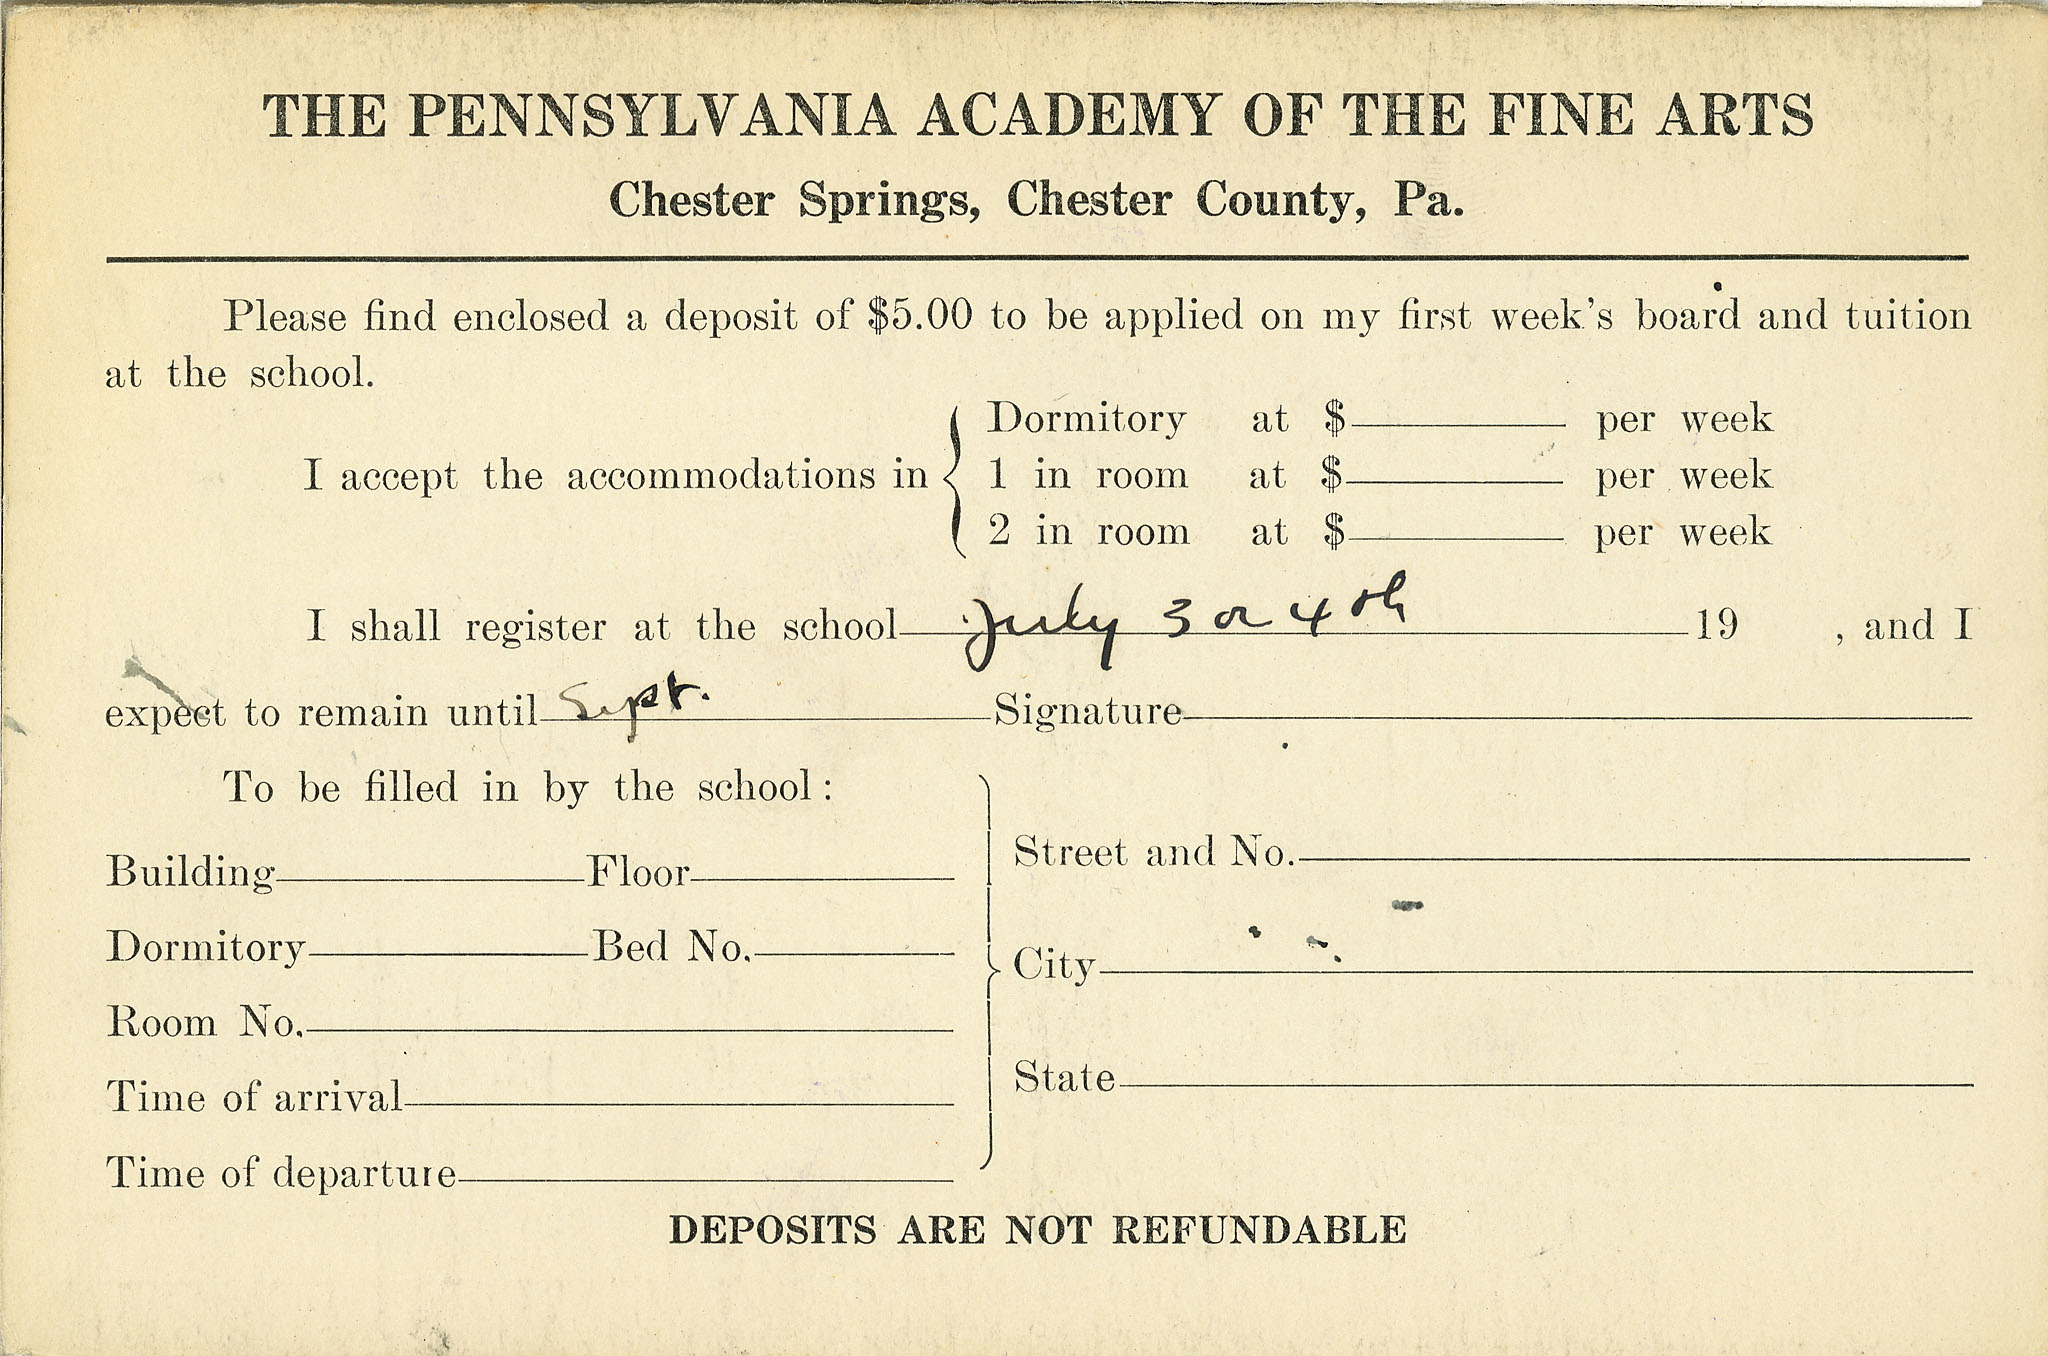 THE PENNSYLVANIA ACADEMY OF THE FINE ARTS
Chester Springs, Chester County, Pa.
Please find enclosed a deposit of $5.00 to be applied on my first week's board and tuition
at the school.
Dormitory at $ per week
I accept the accommodations in 1 in room at $ per week
2 in room at $ per week
I shall register at the school July 3 or 4th 19 , and I
expect to remain until Sept. Signature
To be filled in by the school:
Building Floor
Street and No.
Dormitory Bed No.
City
Room No.
State
Time of arrival
Time of departure
DEPOSITS ARE NOT REFUNDABLE